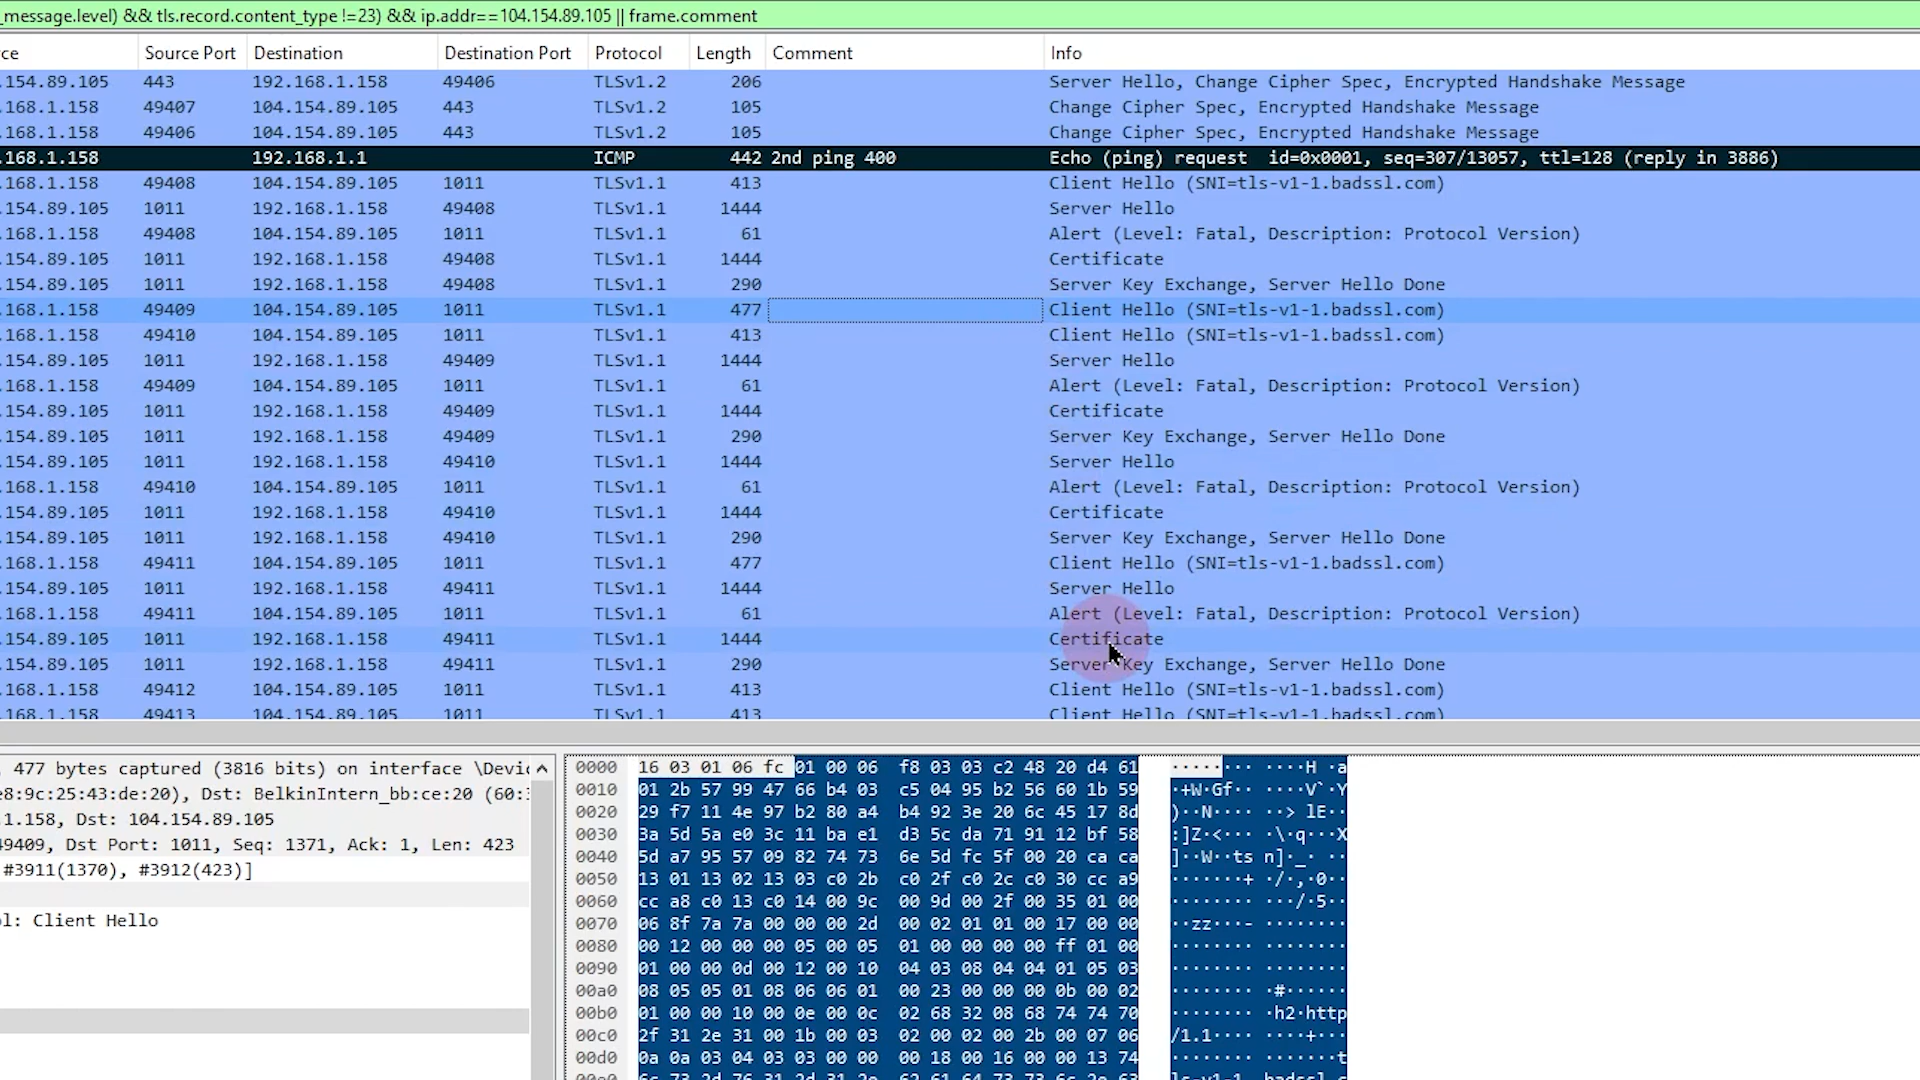 _message.level) && tls.record.content_type !=23) && ip.addr==104.154.89.105 || frame.comment
ce Source Port Destination Destination Port Protocol Length Comment Info
.154.89.105 443 192.168.1.158 49406 TLSv1.2 206 Server Hello, Change Cipher Spec, Encrypted Handshake Message
.168.1.158 49407 104.154.89.105 443 TLSv1.2 105 Change Cipher Spec, Encrypted Handshake Message
.168.1.158 49406 104.154.89.105 443 TLSv1.2 105 Change Cipher Spec, Encrypted Handshake Message
.168.1.158 192.168.1.1 ICMP 442 2nd ping 400 Echo (ping) request id=0x0001, seq=307/13057, ttl=128 (reply in 3886)
.168.1.158 49408 104.154.89.105 1011 TLSv1.1 413 Client Hello (SNI=tls-v1-1.badssl.com)
.154.89.105 1011 192.168.1.158 49408 TLSv1.1 1444 Server Hello
.168.1.158 49408 104.154.89.105 1011 TLSv1.1 61 Alert (Level: Fatal, Description: Protocol Version)
.154.89.105 1011 192.168.1.158 49408 TLSv1.1 1444 Certificate
.154.89.105 1011 192.168.1.158 49408 TLSv1.1 290 Server Key Exchange, Server Hello Done
.168.1.158 49409 104.154.89.105 1011 TLSv1.1 477 Client Hello (SNI=tls-v1-1.badssl.com)
.168.1.158 49410 104.154.89.105 1011 TLSv1.1 413 Client Hello (SNI=tls-v1-1.badssl.com)
.154.89.105 1011 192.168.1.158 49409 TLSv1.1 1444 Server Hello
.168.1.158 49409 104.154.89.105 1011 TLSv1.1 61 Alert (Level: Fatal, Description: Protocol Version)
.154.89.105 1011 192.168.1.158 49409 TLSv1.1 1444 Certificate
.154.89.105 1011 192.168.1.158 49409 TLSv1.1 290 Server Key Exchange, Server Hello Done
.154.89.105 1011 192.168.1.158 49410 TLSv1.1 1444 Server Hello
.168.1.158 49410 104.154.89.105 1011 TLSv1.1 61 Alert (Level: Fatal, Description: Protocol Version)
.154.89.105 1011 192.168.1.158 49410 TLSv1.1 1444 Certificate
.154.89.105 1011 192.168.1.158 49410 TLSv1.1 290 Server Key Exchange, Server Hello Done
.168.1.158 49411 104.154.89.105 1011 TLSv1.1 477 Client Hello (SNI=tls-v1-1.badssl.com)
.154.89.105 1011 192.168.1.158 49411 TLSv1.1 1444 Server Hello
.168.1.158 49411 104.154.89.105 1011 TLSv1.1 61 Alert (Level: Fatal, Description: Protocol Version)
.154.89.105 1011 192.168.1.158 49411 TLSv1.1 1444 Certificate
.154.89.105 1011 192.168.1.158 49411 TLSv1.1 290 Server Key Exchange, Server Hello Done
.168.1.158 49412 104.154.89.105 1011 TLSv1.1 413 Client Hello (SNI=tls-v1-1.badssl.com)
.168.1.158 49413 104.154.89.105 1011 TLSv1.1 413 Client Hello (SNI=tls-v1-1.badssl.com)
, 477 bytes captured (3816 bits) on interface \Devic
e8:9c:25:43:de:20), Dst: BelkinIntern_bb:ce:20 (60:3
.1.158, Dst: 104.154.89.105
49409, Dst Port: 1011, Seq: 1371, Ack: 1, Len: 423
#3911(1370), #3912(423)]
ol: Client Hello
0000 16 03 01 06 fc 01 00 06 f8 03 03 c2 48 20 d4 61 ········ ····H ·a
0010 01 2b 57 99 47 66 b4 03 c5 04 95 b2 56 60 1b 59 ·+W·Gf·· ····V`·Y
0020 29 f7 11 4e 97 b2 80 a4 b4 92 3e 20 6c 45 17 8d )··N···· ··> lE··
0030 3a 5d 5a e0 3c 11 ba e1 d3 5c da 71 91 12 bf 58 :]Z·<··· ·\·q···X
0040 5d a7 95 57 09 82 74 73 6e 5d fc 5f 00 20 ca ca ]··W··ts n]·_· ··
0050 13 01 13 02 13 03 c0 2b c0 2f c0 2c c0 30 cc a9 ·······+ ·/·,·0··
0060 cc a8 c0 13 c0 14 00 9c 00 9d 00 2f 00 35 01 00 ········ ···/·5··
0070 06 8f 7a 7a 00 00 00 2d 00 02 01 01 00 17 00 00 ··zz···- ········
0080 00 12 00 00 00 05 00 05 01 00 00 00 00 ff 01 00 ········ ········
0090 01 00 00 0d 00 12 00 10 04 03 08 04 04 01 05 03 ········ ········
00a0 08 05 05 01 08 06 06 01 00 23 00 00 00 0b 00 02 ········ ·#······
00b0 01 00 00 10 00 0e 00 0c 02 68 32 08 68 74 74 70 ········ ·h2·http
00c0 2f 31 2e 31 00 1b 00 03 02 00 02 00 2b 00 07 06 /1.1···· ····+···
00d0 0a 0a 03 04 03 03 00 00 00 18 00 16 00 00 13 74 ········ ·······t